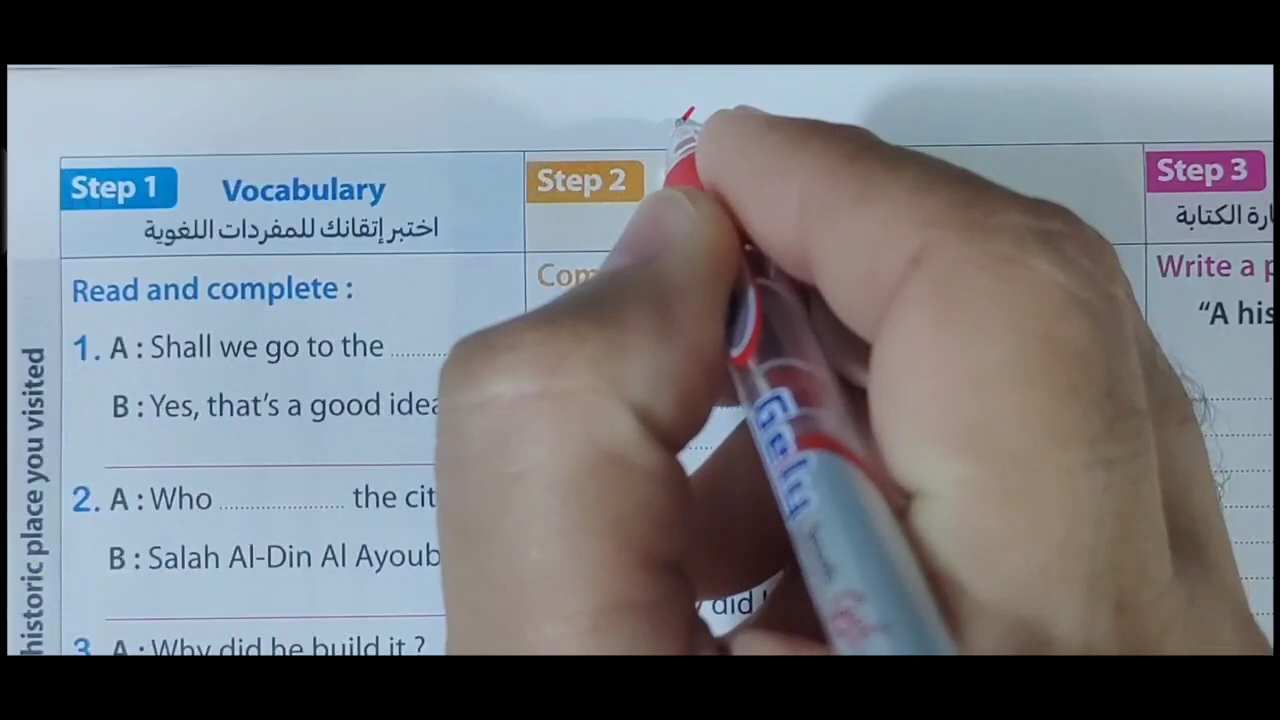 Step 1 Vocabulary
اختبر إتقانك للمفردات اللغوية
Read and complete :
1. A : Shall we go to the ..........
B : Yes, that's a good idea
2. A : Who .................... the cit
B : Salah Al-Din Al Ayoub
3. A : Why did he build it ?
historic place you visited
Step 2
Com
did
Step 3
الكتابة
Write a p
"A his
Gely